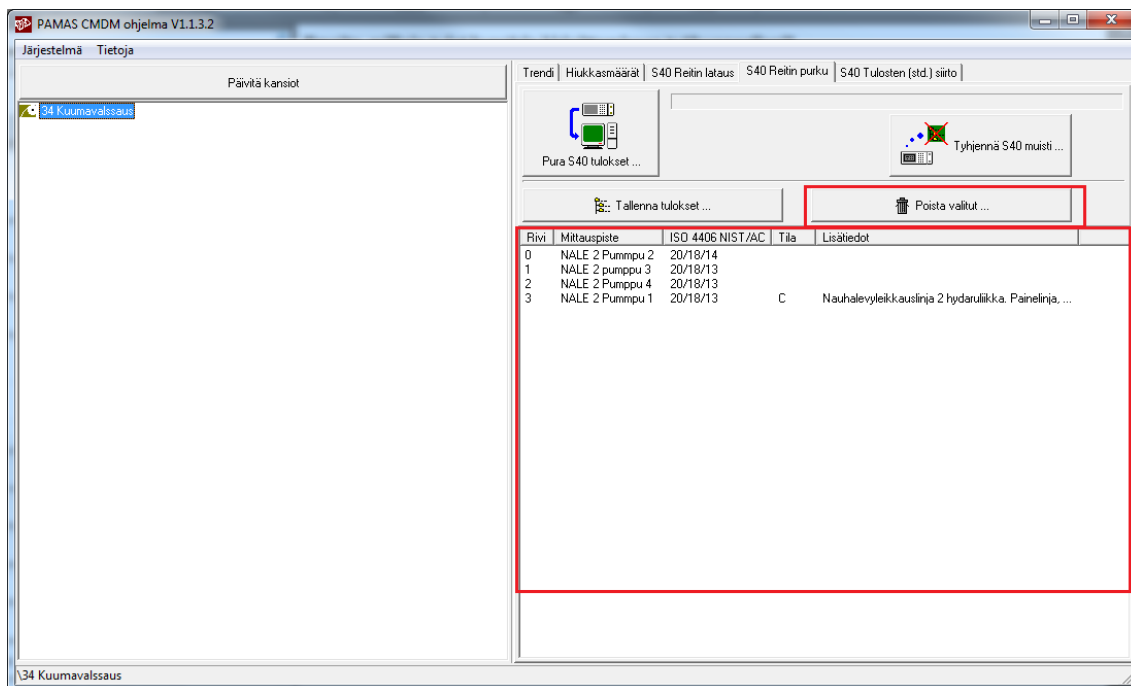 PAMAS CMDM ohjelma V1.1.3.2
Järjestelmä Tietoja
Päivitä kansiot
34 Kuumavalssaus
Trendi Hiukkasmäärät S40 Reitin lataus S40 Reitin purku S40 Tulosten (std.) siirto
Pura S40 tulokset ...
Tyhjennä S40 muisti ...
Tallenna tulokset ...
Poista valitut ...
Rivi Mittauspiste ISO 4406 NIST/AC Tila Lisätiedot
0 NALE 2 Pummpu 2 20/18/14
1 NALE 2 pumppu 3 20/18/13
2 NALE 2 Pumppu 4 20/18/13
3 NALE 2 Pummpu 1 20/18/13 C Nauhalevyleikkauslinja 2 hydaruliikka. Painelinja, ...
\34 Kuumavalssaus